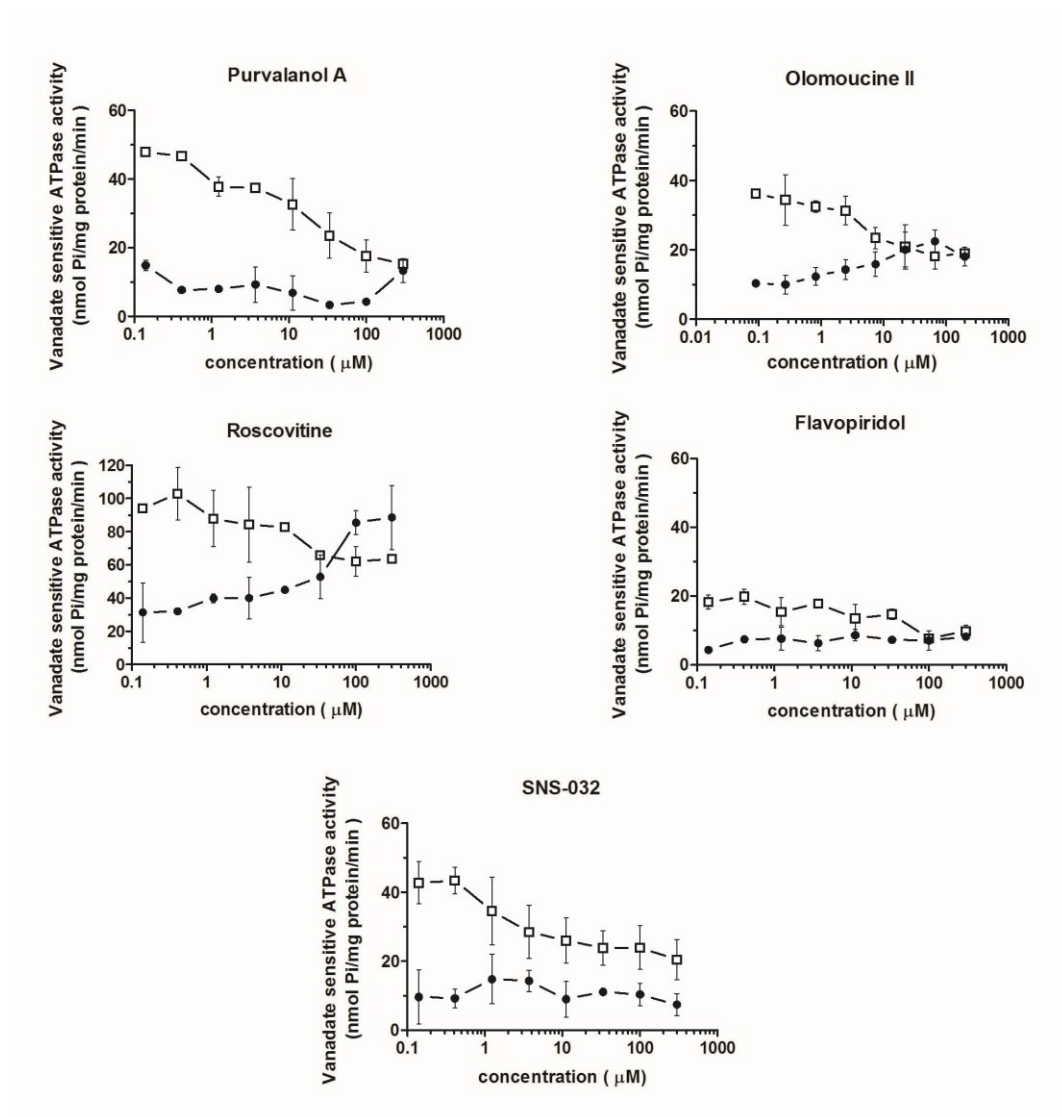 Purvalanol A
Vanadate sensitive ATPase activity
(nmol Pi/mg protein/min )
60
40
20
0
0.1 1 10 100 1000
concentration ( μM)
Olomoucine II
Vanadate sensitive ATPase activity
(nmol Pi/mg protein/min )
60
40
20
0
0.01 0.1 1 10 100 1000
concentration ( μM)
Roscovitine
Vanadate sensitive ATPase activity
(nmol Pi/mg protein/min )
120
100
80
60
40
20
0
0.1 1 10 100 1000
concentration ( μM)
Flavopiridol
Vanadate sensitive ATPase activity
(nmol Pi/mg protein/min )
60
40
20
0
0.1 1 10 100 1000
concentration ( μM)
SNS-032
Vanadate sensitive ATPase activity
(nmol Pi/mg protein/min )
60
40
20
0
0.1 1 10 100 1000
concentration ( μM)